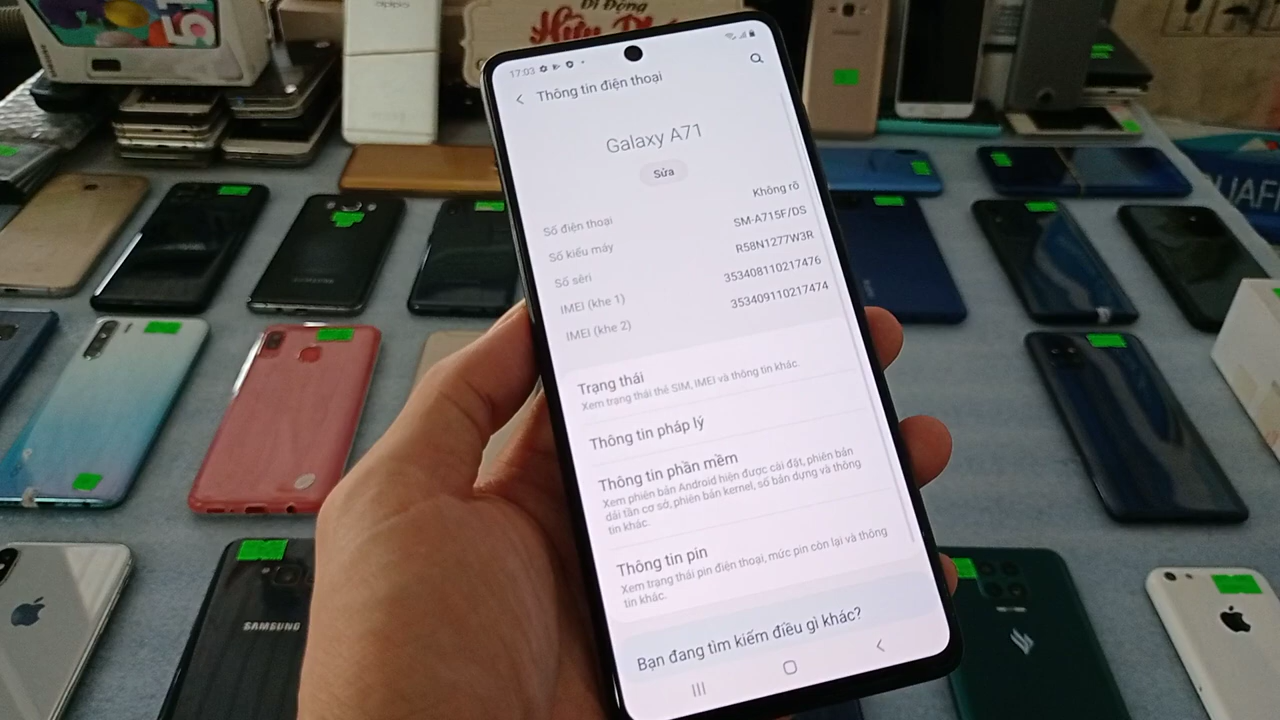 oppo
Di Động
51
17:03
Thông tin điện thoại
Galaxy A71
Sửa
Số điện thoại
Không rõ
Số kiểu máy
SM-A715F/DS
Số sêri
R58N1277W3R
IMEI (khe 1)
353408110217476
IMEI (khe 2)
353409110217474
Trạng thái
Xem trạng thái thẻ SIM, IMEI và thông tin khác.
Thông tin pháp lý
Thông tin phần mềm
Xem phiên bản Android hiện được cài đặt, phiên bản
dải tần cơ sở, phiên bản kernel, số bản dựng và thông
tin khác.
Thông tin pin
Xem trạng thái pin điện thoại, mức pin còn lại và thông
tin khác.
Bạn đang tìm kiếm điều gì khác?
SAMSUNG
SAMSUNG